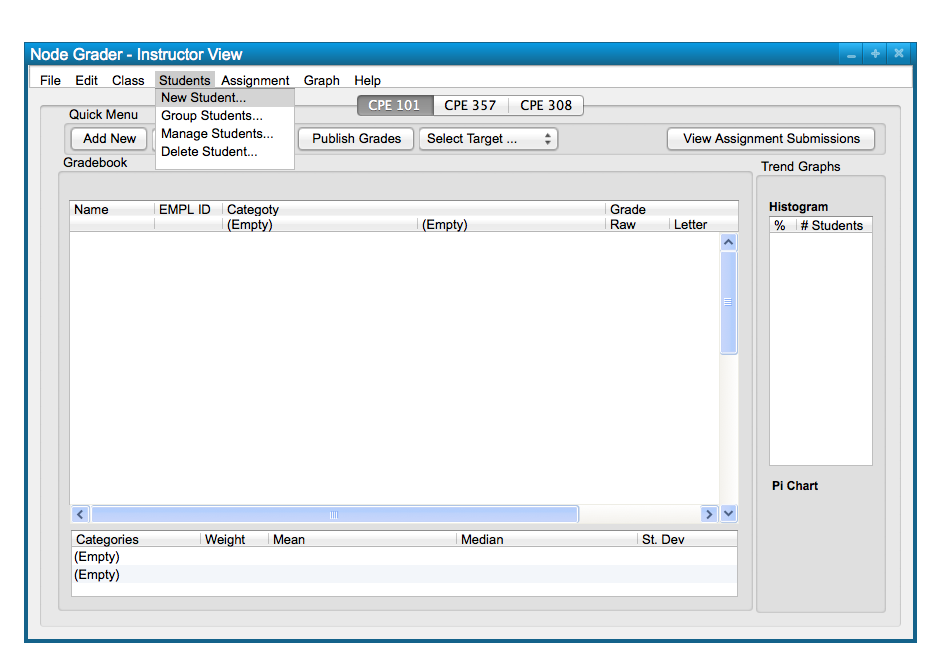 Node Grader - Instructor View
File Edit Class Students Assignment Graph Help
New Student...
Group Students...
Manage Students...
Delete Student...
CPE 101 CPE 357 CPE 308
Quick Menu
Add New Publish Grades Select Target ... View Assignment Submissions
Gradebook
Name EMPL ID Categoty Grade
(Empty) (Empty) Raw Letter
Categories Weight Mean Median St. Dev
(Empty)
(Empty)
Trend Graphs
Histogram
% # Students
Pi Chart